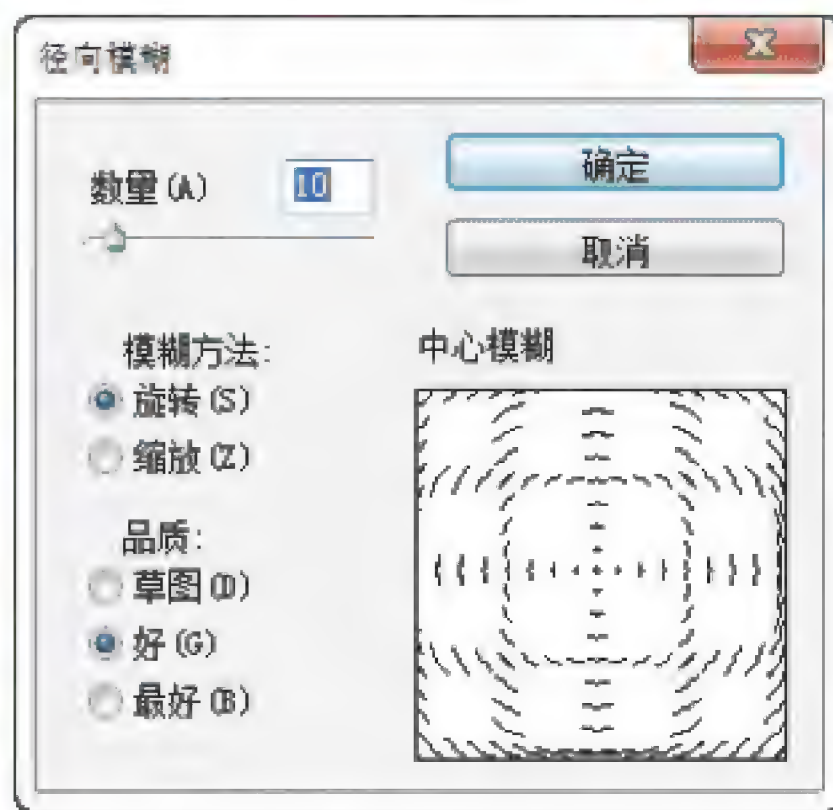 径向模糊
数量(A) 10
确定
取消
模糊方法:
旋转(S)
缩放(Z)
品质:
草图(D)
好(G)
最好(B)
中心模糊